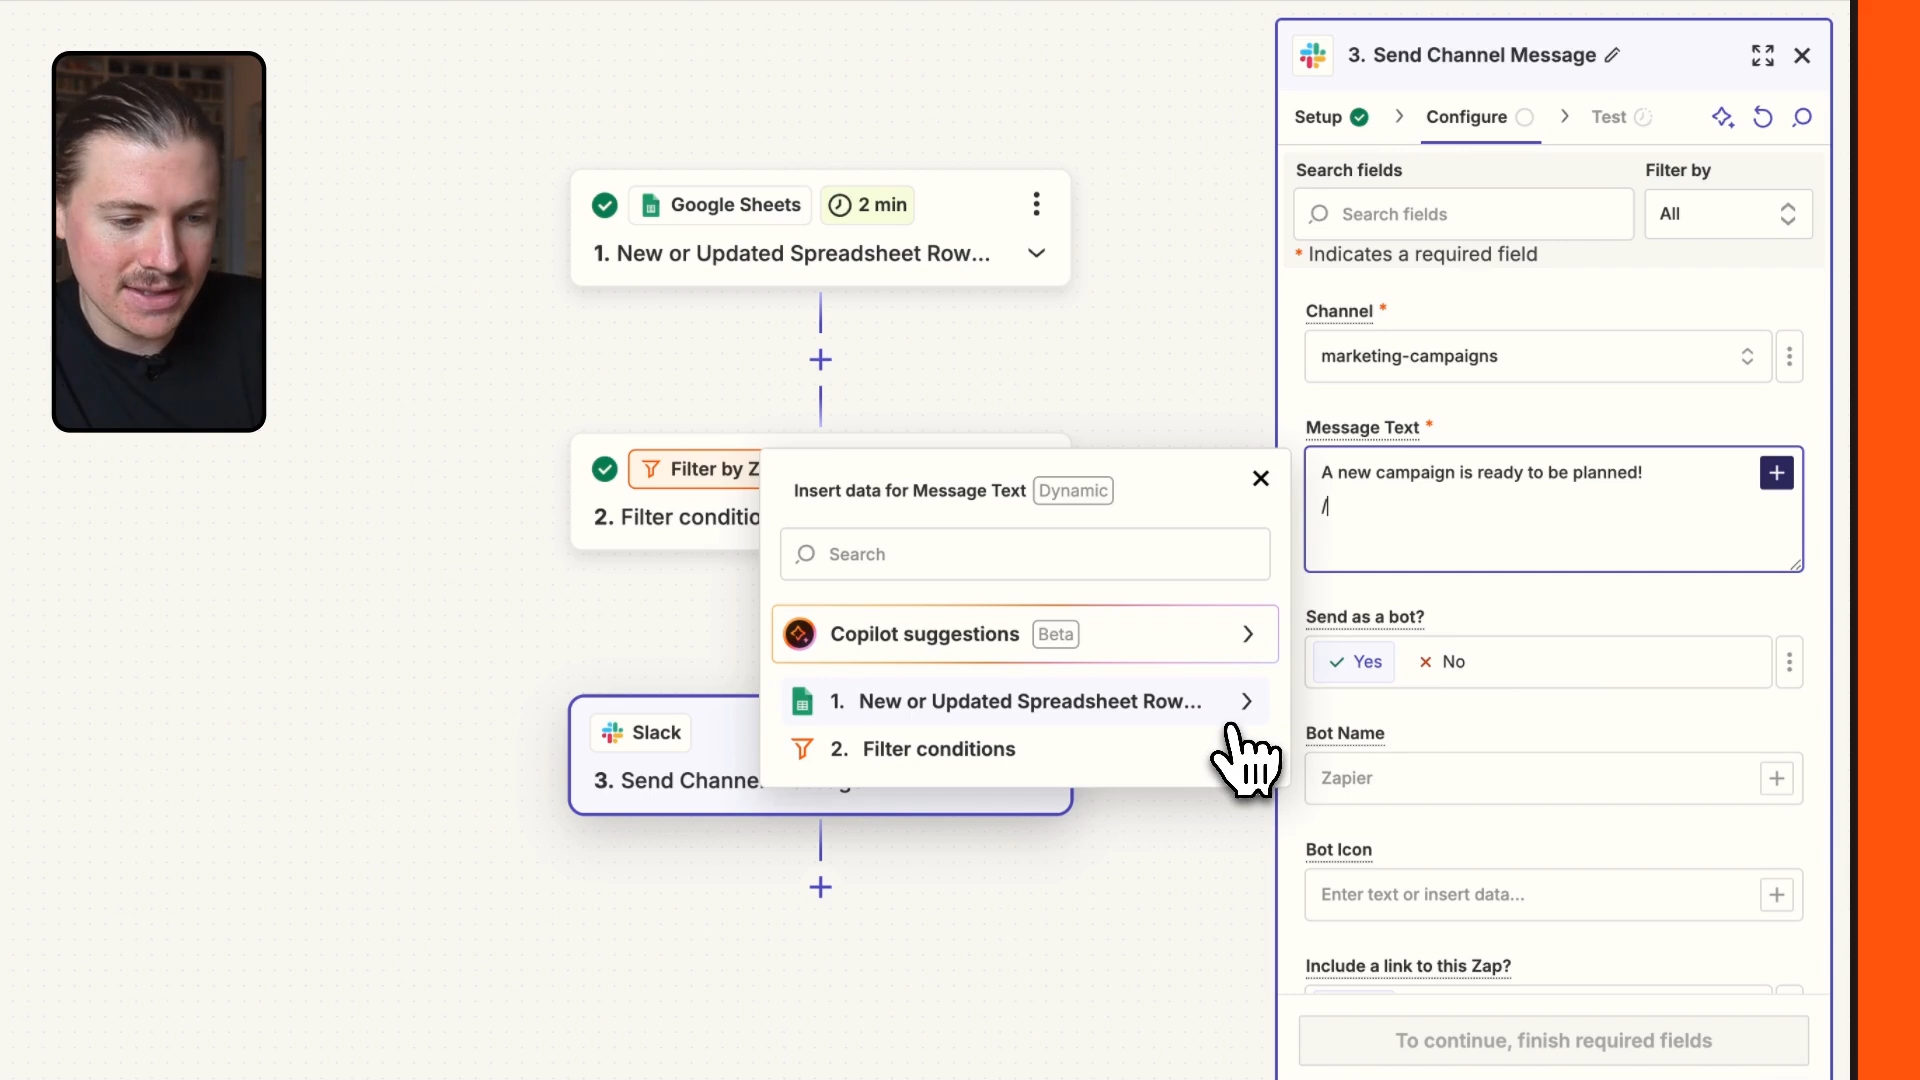 Google Sheets
2 min
1. New or Updated Spreadsheet Row...
Filter by Z
2. Filter conditio
Slack
3. Send Channe
Insert data for Message Text Dynamic
Search
Copilot suggestions Beta
1. New or Updated Spreadsheet Row...
2. Filter conditions
3. Send Channel Message
Setup
Configure
Test
Search fields
Filter by
Search fields
All
* Indicates a required field
Channel *
marketing-campaigns
Message Text *
A new campaign is ready to be planned!
/
Send as a bot?
Yes
No
Bot Name
Zapier
Bot Icon
Enter text or insert data...
Include a link to this Zap?
To continue, finish required fields